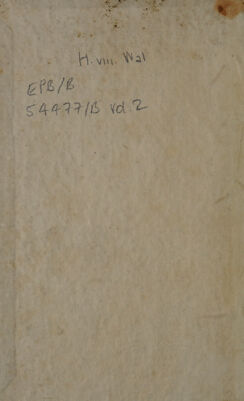 H. viii. Wal
EPB/B
54477/B vol. 2